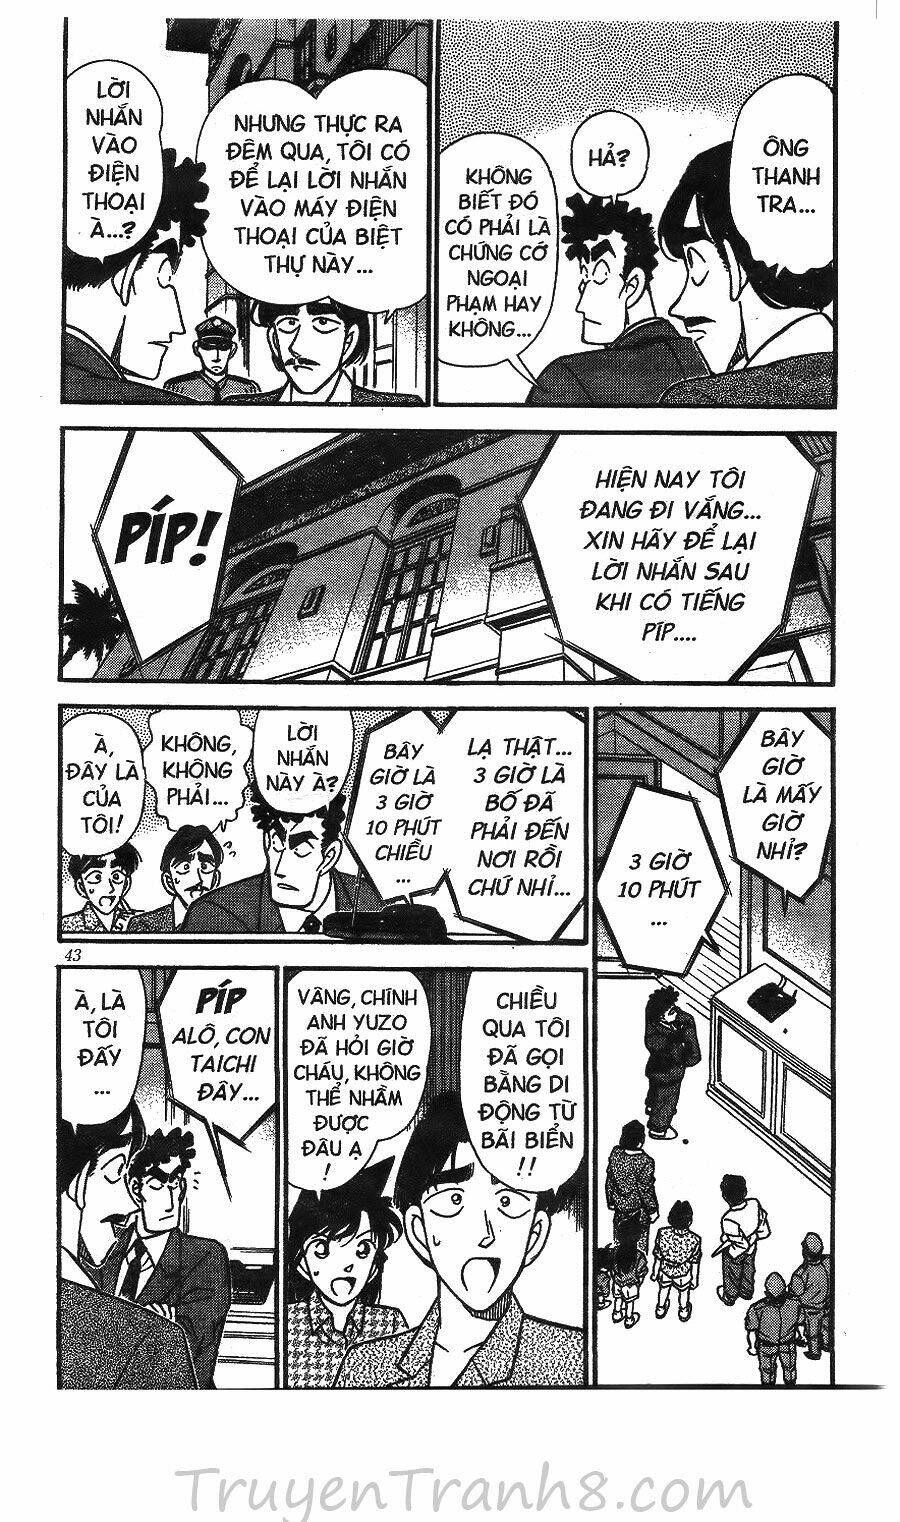 ÔNG
THANH
TRA...
HẢ?
KHÔNG
BIẾT ĐÓ
CÓ PHẢI LÀ
CHỨNG CỚ
NGOẠI
PHẠM HAY
KHÔNG...
NHƯNG THỰC RA
ĐÊM QUA, TÔI CÓ
ĐỂ LẠI LỜI NHẮN
VÀO MÁY ĐIỆN
THOẠI CỦA BIỆT
THỰ NÀY...
LỜI
NHẮN
VÀO
ĐIỆN
THOẠI
À...?
HIỆN NAY TÔI
ĐANG ĐI VẮNG...
XIN HÃY ĐỂ LẠI
LỜI NHẮN SAU
KHI CÓ TIẾNG
PÍP....
PÍP!
BÂY
GIỜ
LÀ MẤY
GIỜ
NHỈ?
3 GIỜ
10 PHÚT
...
LẠ THẬT...
3 GIỜ LÀ
BỐ ĐÃ
PHẢI ĐẾN
NƠI RỒI
CHỨ NHỈ...
BÂY
GIỜ LÀ
3 GIỜ
10 PHÚT
CHIỀU
...
LỜI
NHẮN
NÀY À?
KHÔNG,
KHÔNG
PHẢI...
À,
ĐÂY LÀ
CỦA
TÔI!
43
CHIỀU
QUA TÔI
ĐÃ GỌI
BẰNG DI
ĐỘNG TỪ
BÃI BIỂN
!!
VÂNG, CHÍNH
ANH YUZO
ĐÃ HỎI GIỜ
CHÁU, KHÔNG
THỂ NHẦM
ĐƯỢC
ĐÂU Ạ
!
PÍP
ALÔ, CON
TAICHI
ĐÂY...
À, LÀ
TÔI
ĐẤY
...
TruyenTranh8.com